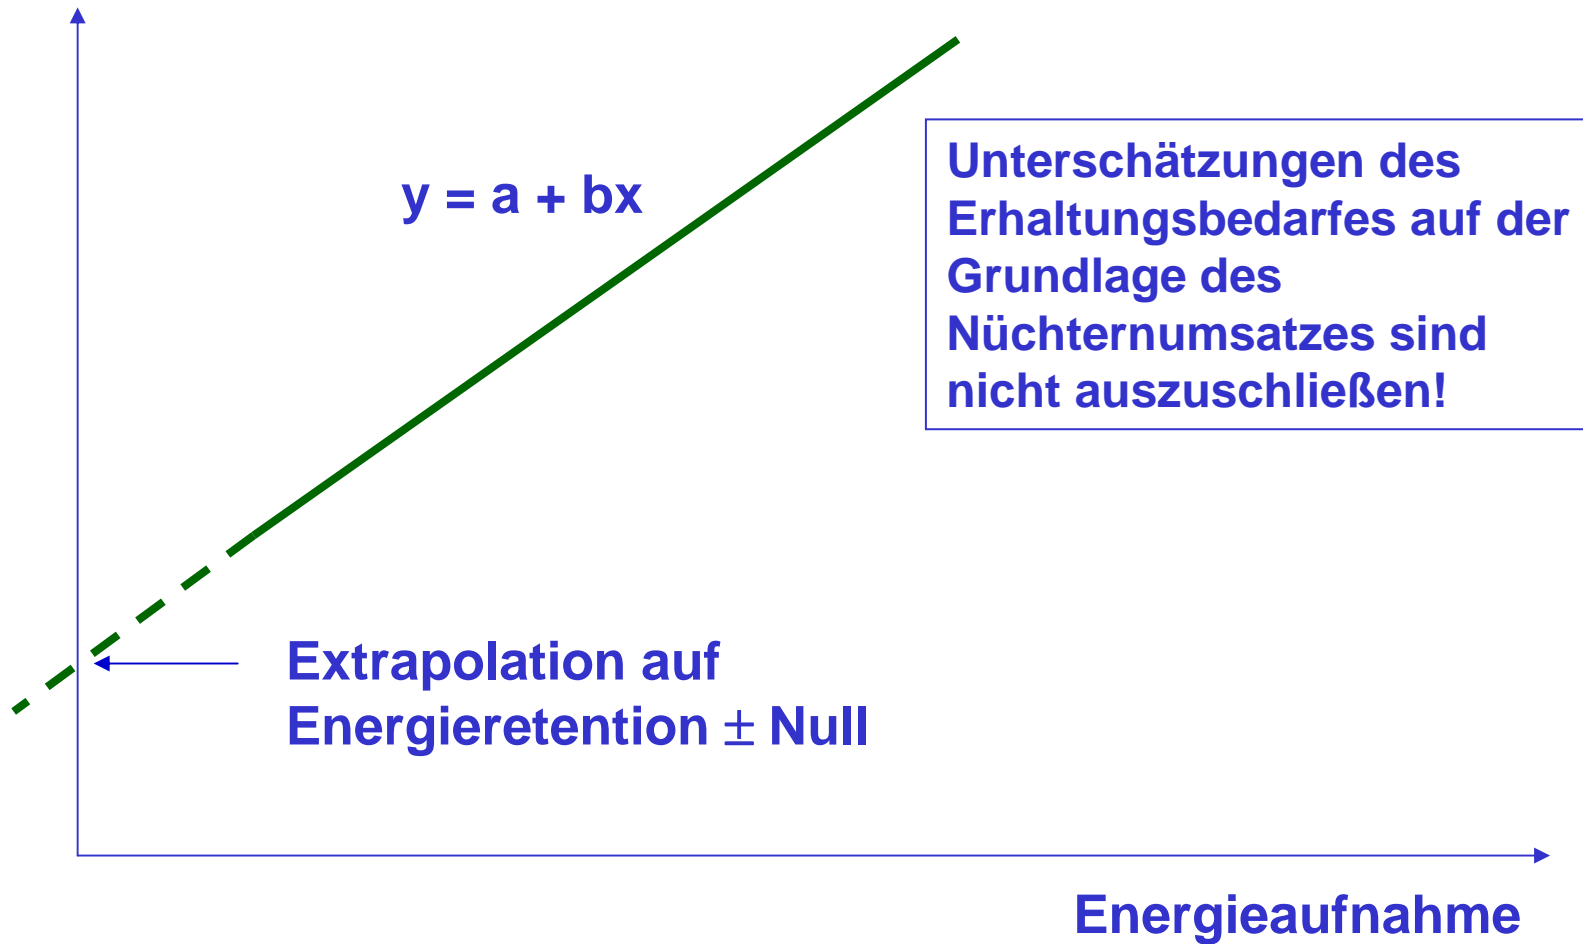 y = a + bx
Unterschätzungen des
Erhaltungsbedarfes auf der
Grundlage des
Nüchternumsatzes sind
nicht auszuschließen!
Extrapolation auf
Energieretention ± Null
Energieaufnahme